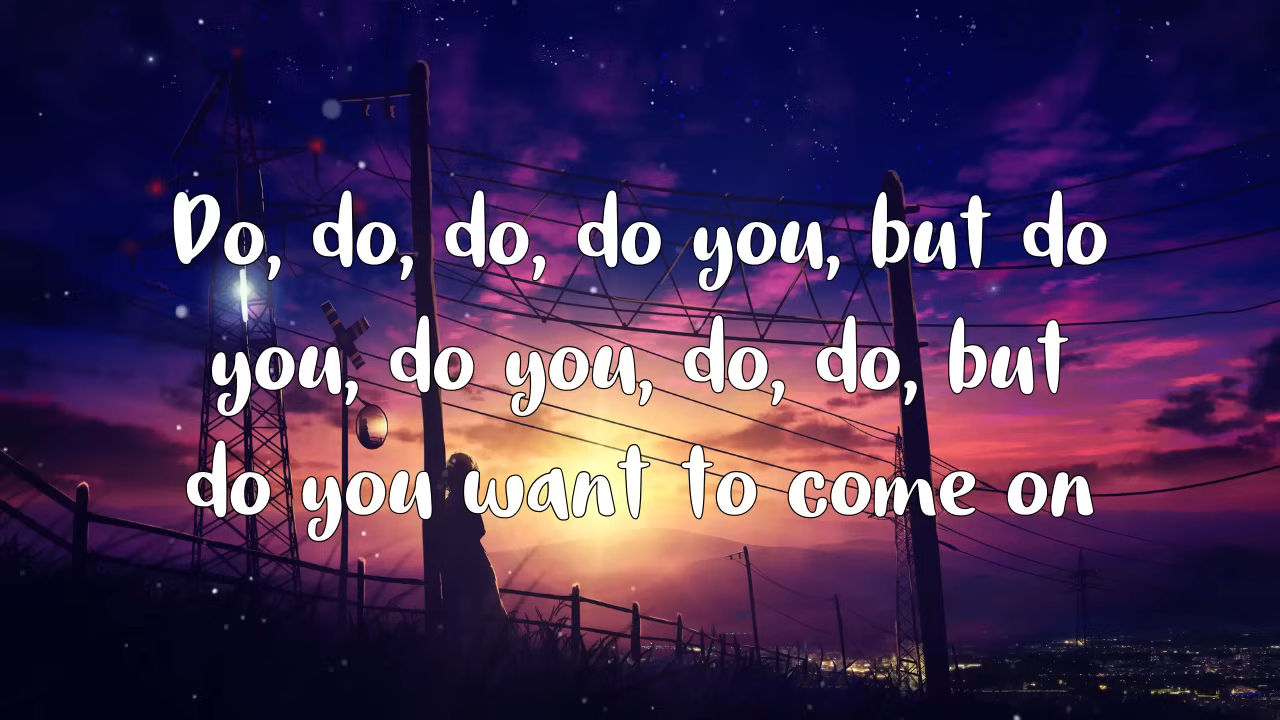 Do, do, do, do you, but do
you, do you, do, do, but
do you want to come on